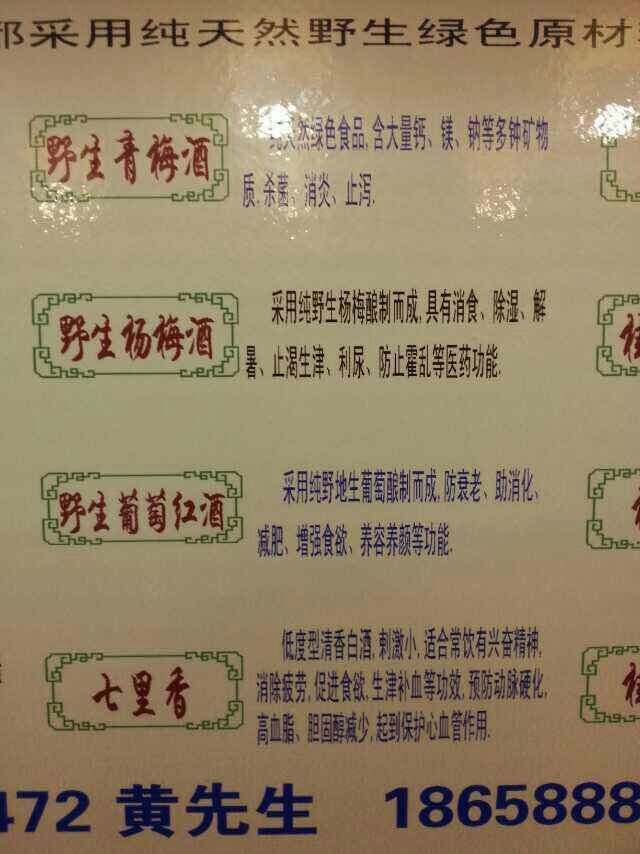 部采用纯天然野生绿色原材
野生青梅酒
纯天然绿色食品,含大量钙、镁、钠等多钟矿物
质,杀菌、消炎、止泻.
野生杨梅酒
采用纯野生杨梅酿制而成,具有消食、除湿、解
暑、止渴生津、利尿、防止霍乱等医药功能.
野生葡萄红酒
采用纯野地生葡萄酿制而成,防衰老、助消化、
减肥、增强食欲、养容养颜等功能.
七里香
低度型清香白酒,刺激小,适合常饮有兴奋精神,
消除疲劳,促进食欲,生津补血等功效,预防动脉硬化,
高血脂、胆固醇减少,起到保护心血管作用.
472 黄先生 18658888